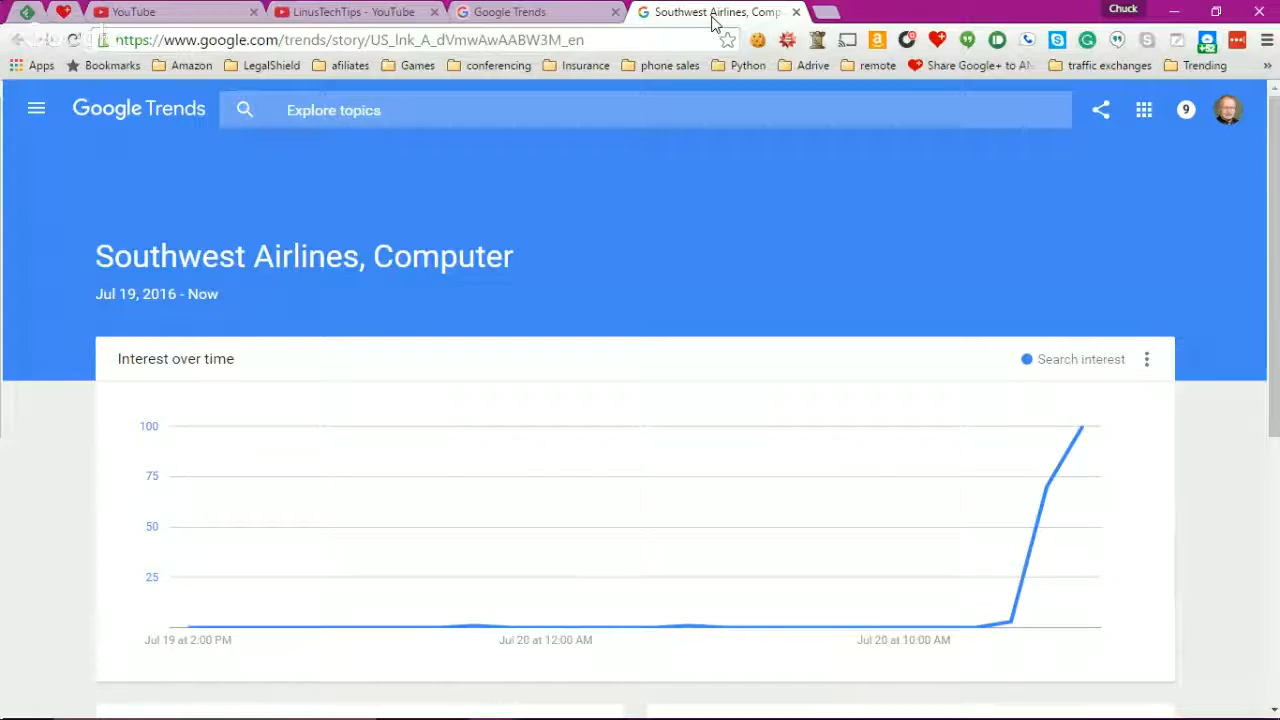 YouTube
LinusTechTips - YouTube
Google Trends
Southwest Airlines, Comp
Chuck
https://www.google.com/trends/story/US_lnk_A_dVmwAwAABW3M_en
+52
Apps
Bookmarks
Amazon
LegalShield
afiliates
Games
conferencing
Insurance
phone sales
Python
Adrive
remote
Share Google+ to A
traffic exchanges
Trending
Google Trends
Explore topics
9
Southwest Airlines, Computer
Jul 19, 2016 - Now
Interest over time
Search interest
100
75
50
25
Jul 19 at 2:00 PM
Jul 20 at 12:00 AM
Jul 20 at 10:00 AM